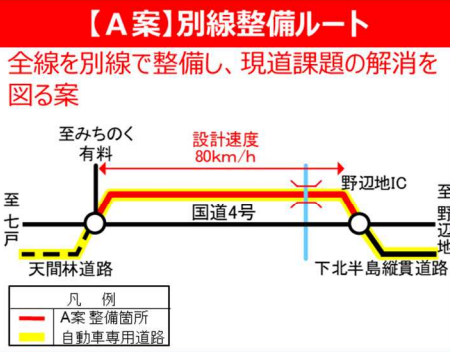 【A案】別線整備ルート
全線を別線で整備し、現道課題の解消を
図る案
至みちのく
有料
設計速度
80km/h
野辺地IC
至七戸
国道4号
至野辺地
天間林道路
下北半島縦貫道路
凡 例
A案 整備箇所
自動車専用道路